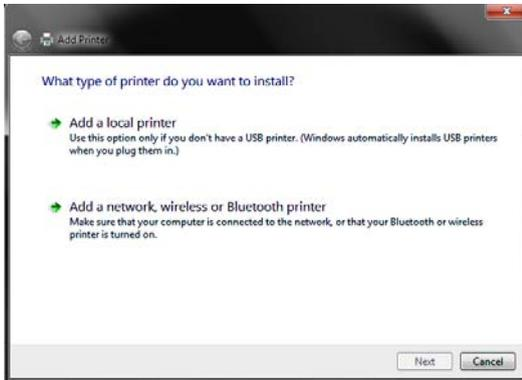 Add Printer
What type of printer do you want to install?
Add a local printer
Use this option only if you don't have a USB printer. (Windows automatically installs USB printers
when you plug them in.)
Add a network, wireless or Bluetooth printer
Make sure that your computer is connected to the network, or that your Bluetooth or wireless
printer is turned on.
Next Cancel